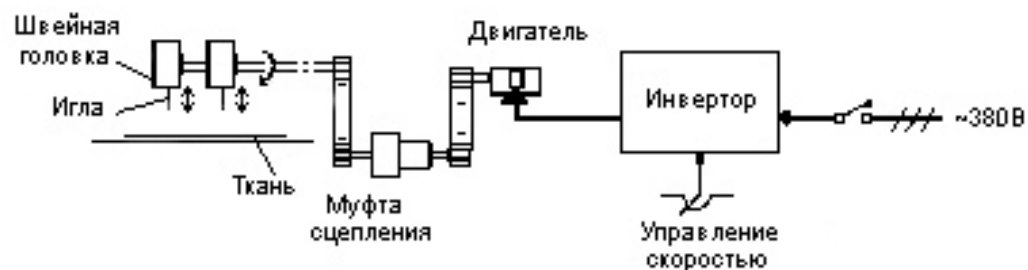 Швейная
головка
Игла
Ткань
Муфта
сцепления
Двигатель
Инвертор
~380В
Управление
скоростью